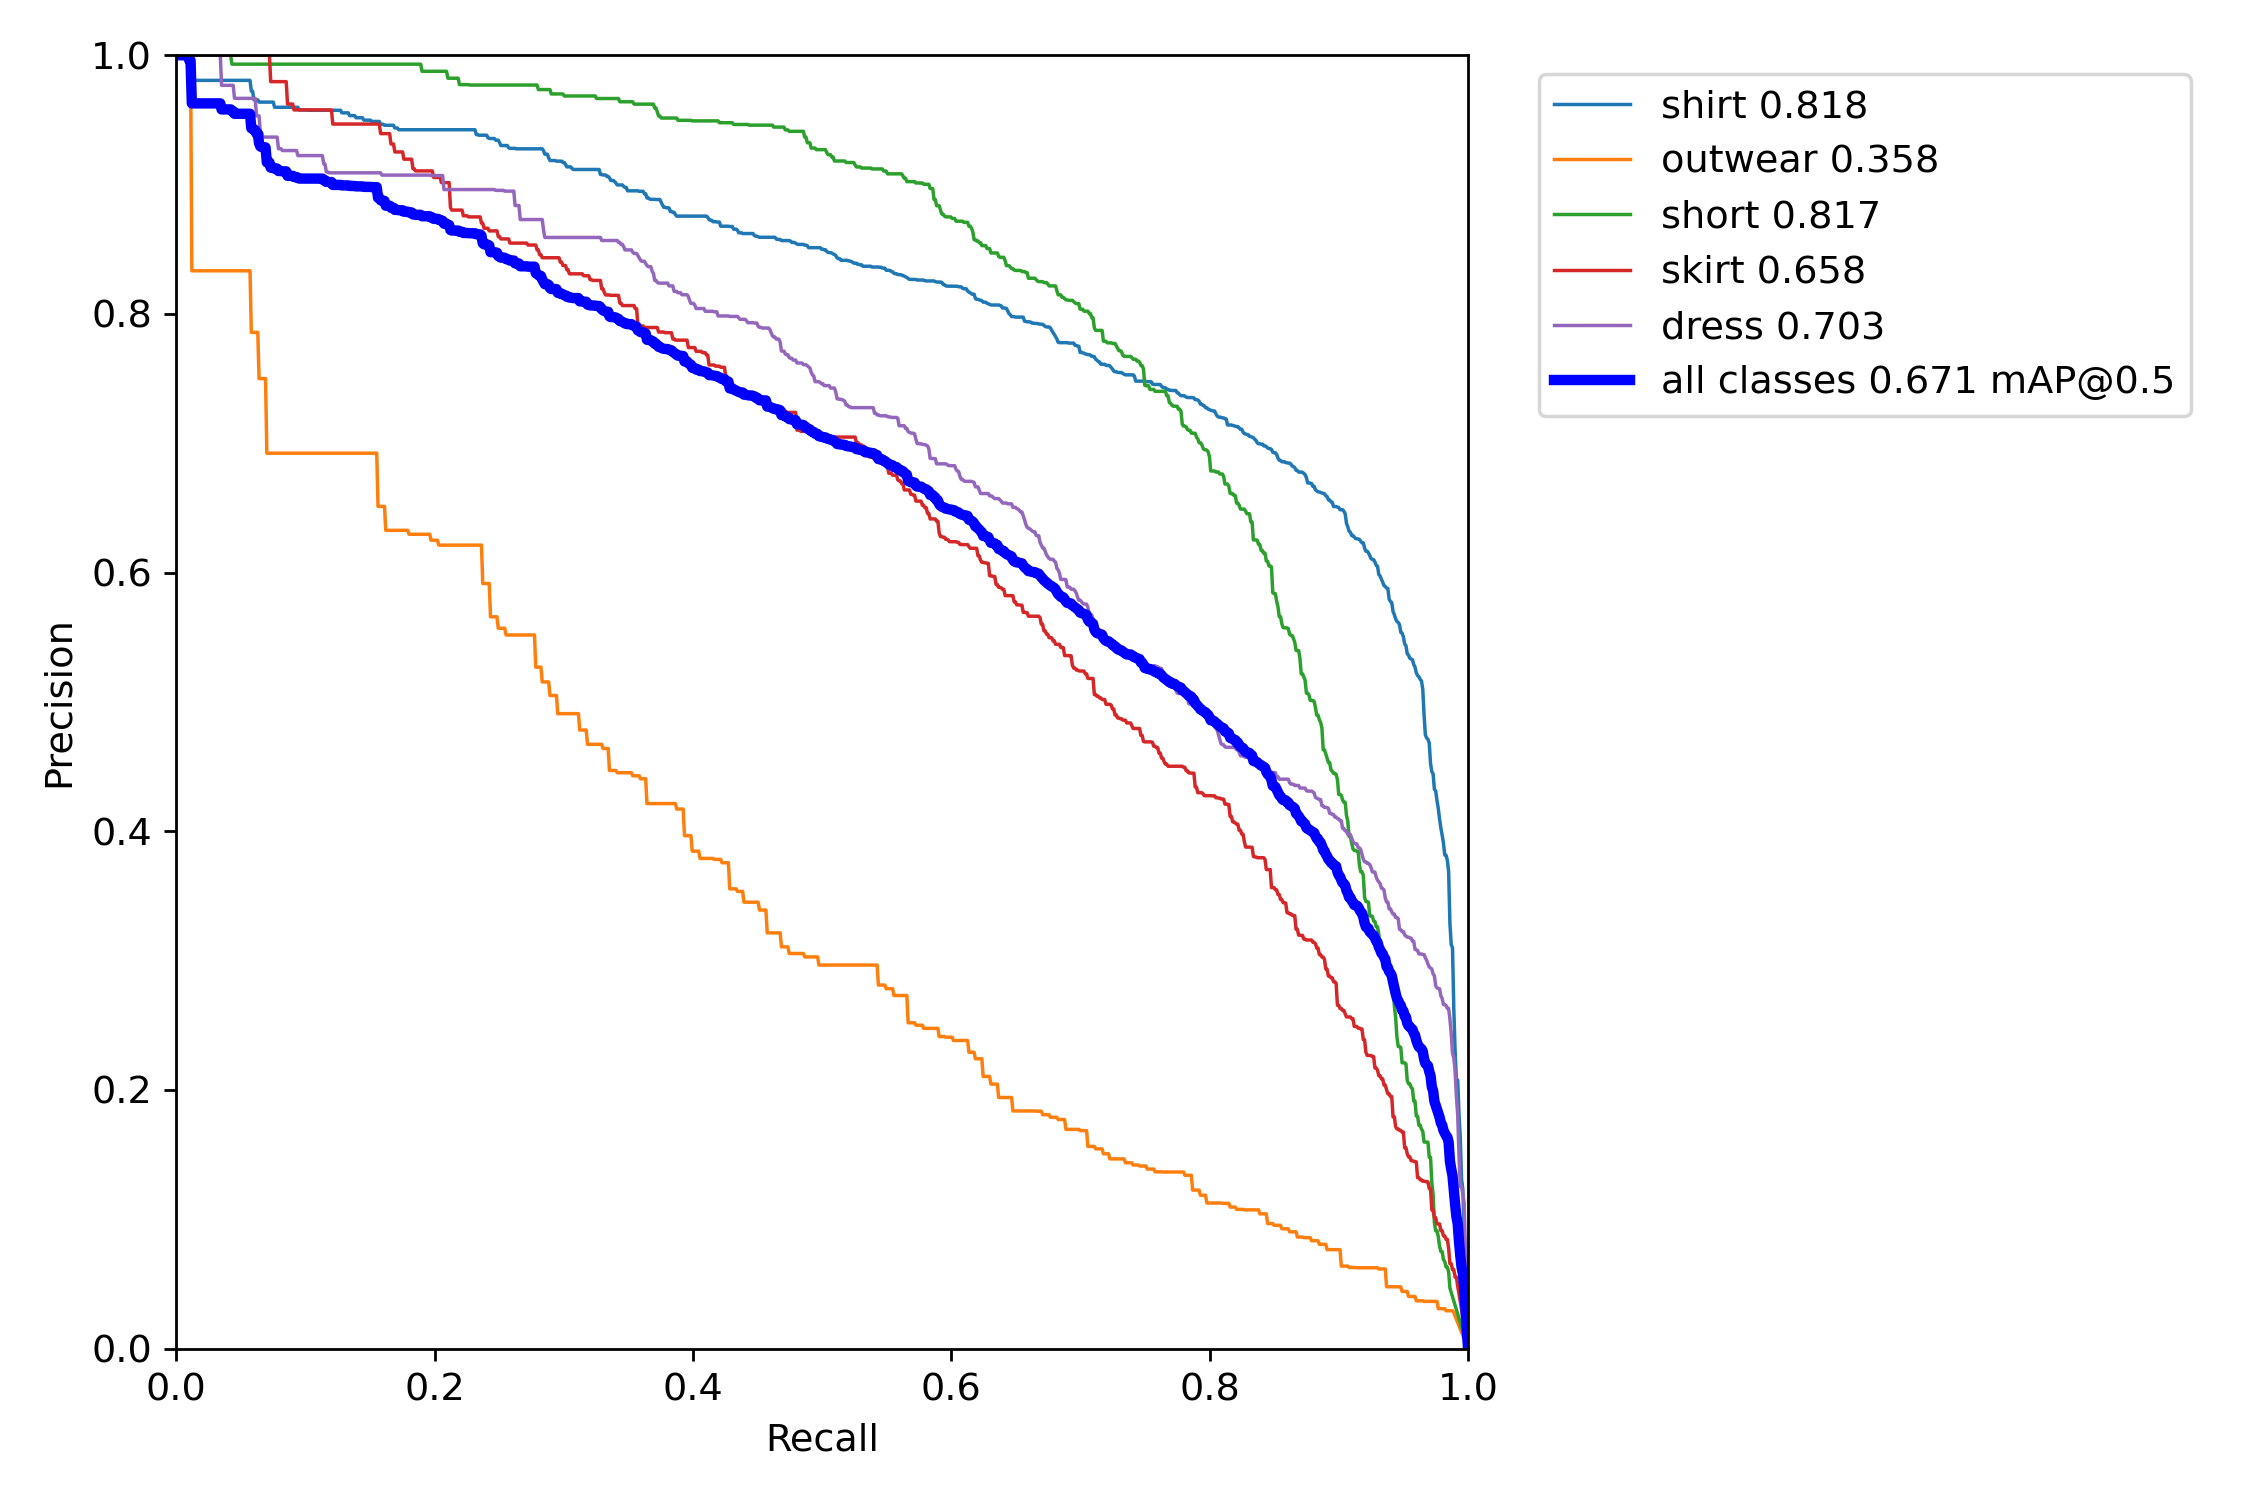 1.0
0.8
0.6
0.4
0.2
0.0
Precision
0.0 0.2 0.4 0.6 0.8 1.0
Recall
shirt 0.818
outwear 0.358
short 0.817
skirt 0.658
dress 0.703
all classes 0.671 mAP@0.5